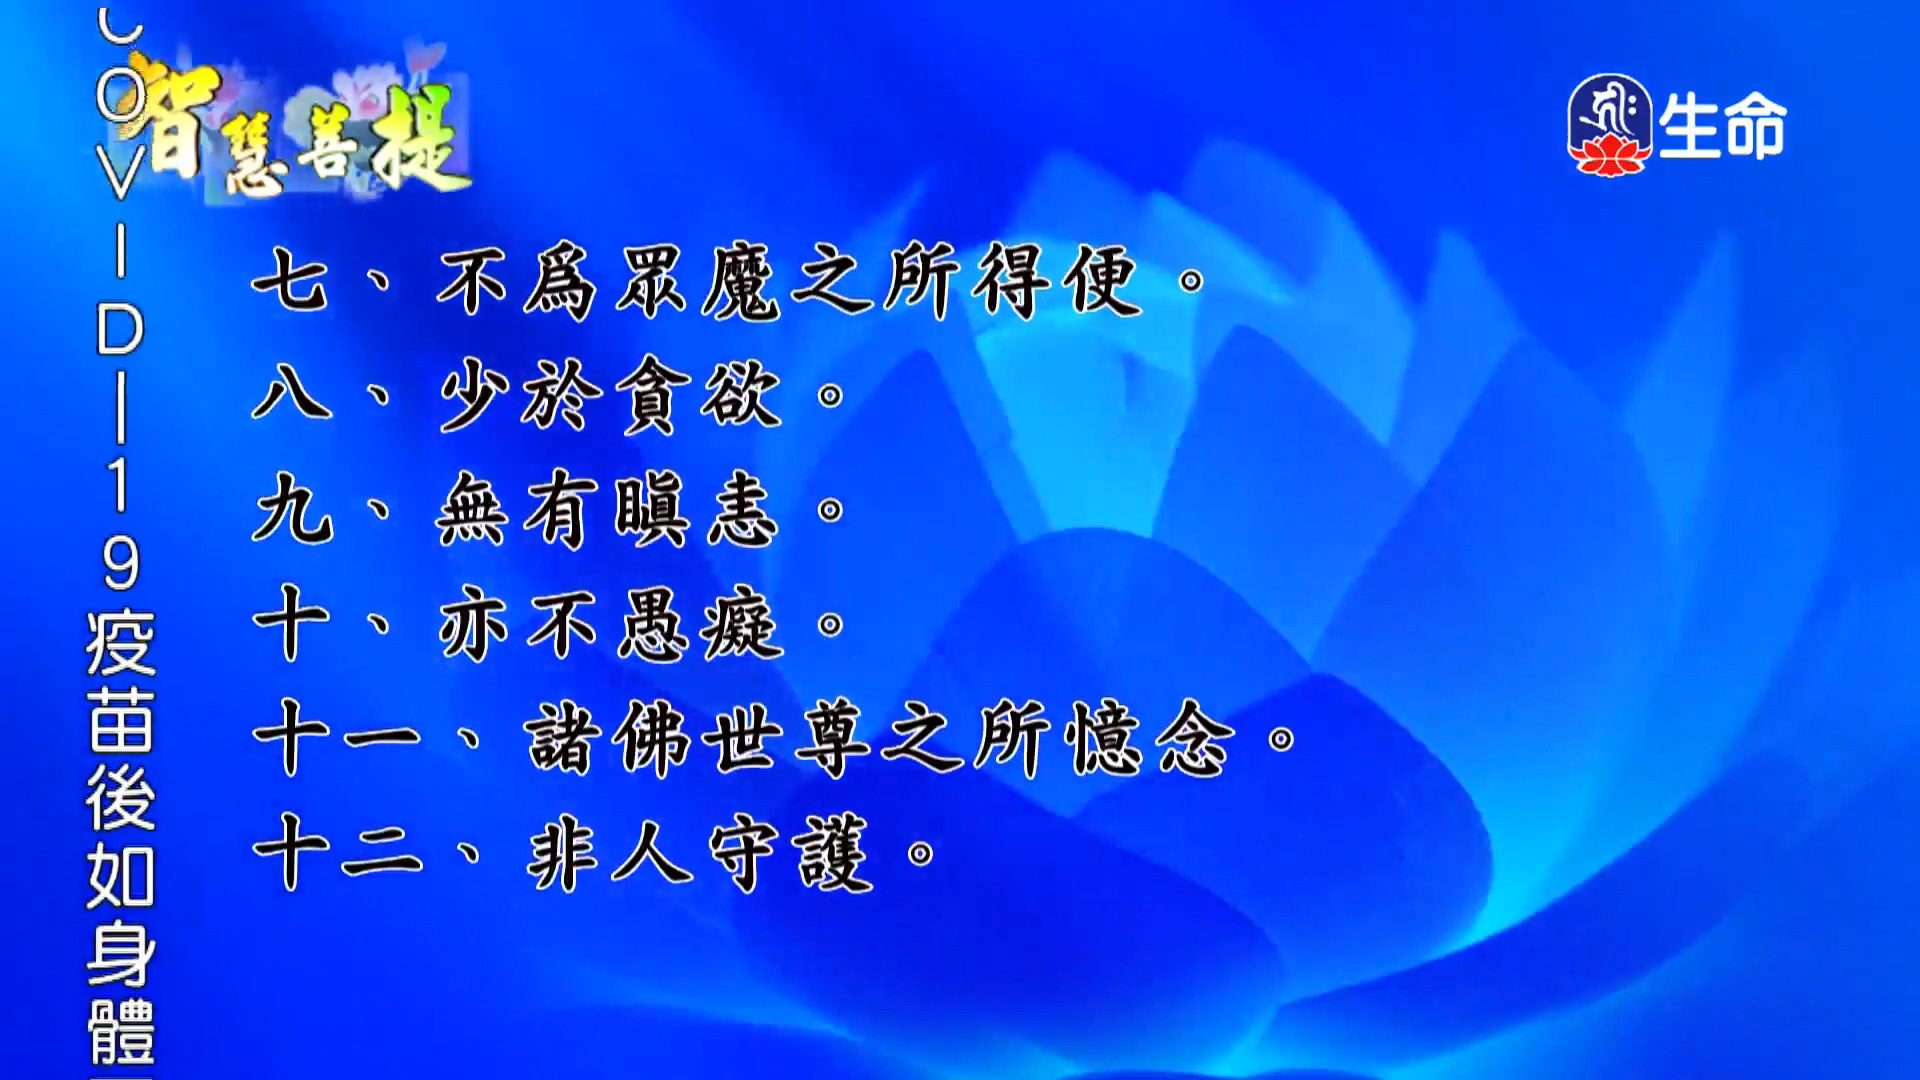 智慧菩提
生命
七、不為眾魔之所得便。
八、少於貪欲。
九、無有瞋恚。
十、亦不愚癡。
十一、諸佛世尊之所憶念。
十二、非人守護。
COVID-19疫苗後如身體